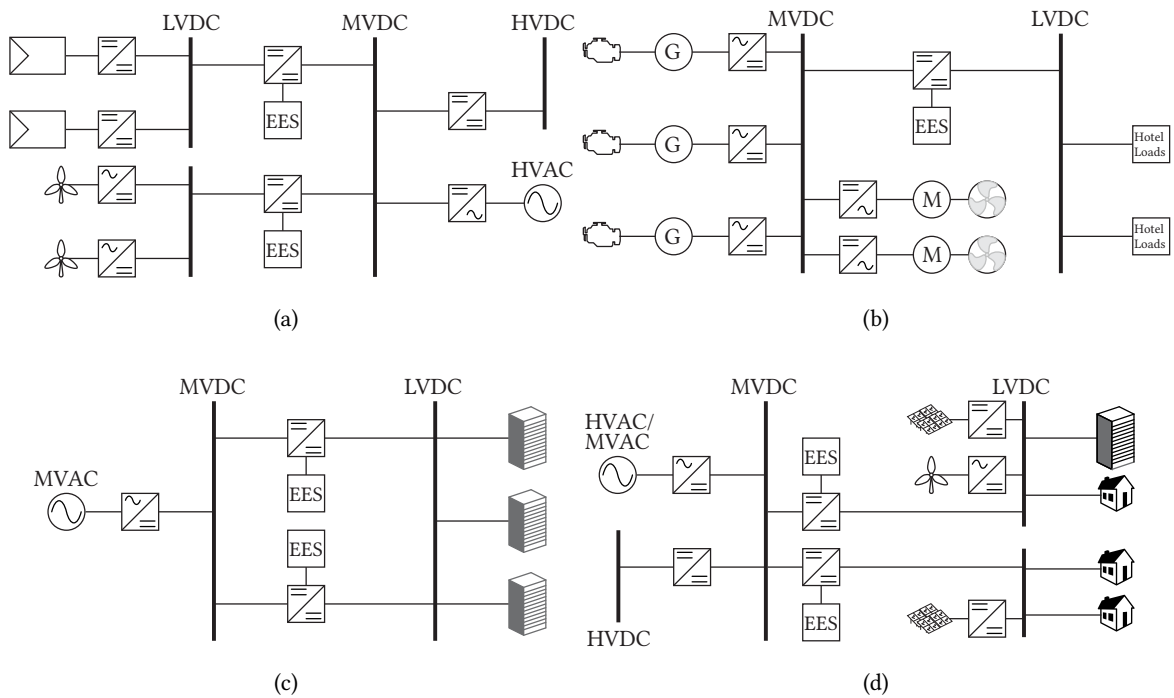 LVDC
MVDC
HVDC
EES
HVAC
EES
(a)
MVDC
LVDC
G
EES
G
Hotel
Loads
M
G
Hotel
Loads
M
(b)
MVDC
LVDC
MVAC
EES
EES
(c)
MVDC
LVDC
HVAC/
MVAC
EES
EES
HVDC
(d)